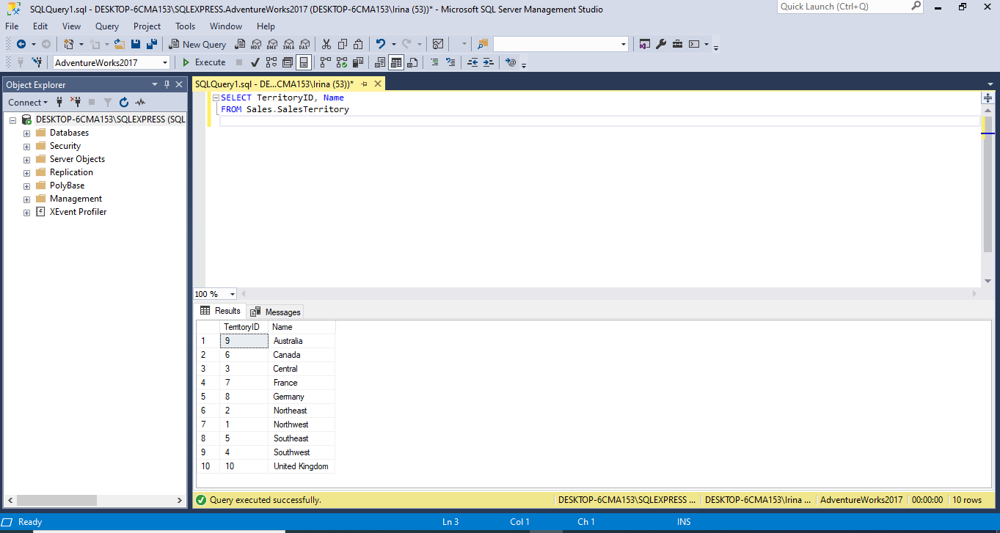 SQLQuery1.sql - DESKTOP-6CMA153\SQLEXPRESS.AdventureWorks2017 (DESKTOP-6CMA153\Irina (53))* - Microsoft SQL Server Management Studio
Quick Launch (Ctrl+Q)
File Edit View Query Project Tools Window Help
New Query MDX DMX XMLA DAX
AdventureWorks2017 Execute
Object Explorer
Connect
DESKTOP-6CMA153\SQLEXPRESS (SQL
Databases
Security
Server Objects
Replication
PolyBase
Management
XEvent Profiler
SQLQuery1.sql - DE...CMA153\Irina (53))*
SELECT TerritoryID, Name
FROM Sales.SalesTerritory
100 %
Results Messages
TerritoryID Name
1 9 Australia
2 6 Canada
3 3 Central
4 7 France
5 8 Germany
6 2 Northeast
7 1 Northwest
8 5 Southeast
9 4 Southwest
10 10 United Kingdom
Query executed successfully. DESKTOP-6CMA153\SQLEXPRESS ... DESKTOP-6CMA153\Irina ... AdventureWorks2017 00:00:00 10 rows
Ready Ln 3 Col 1 Ch 1 INS